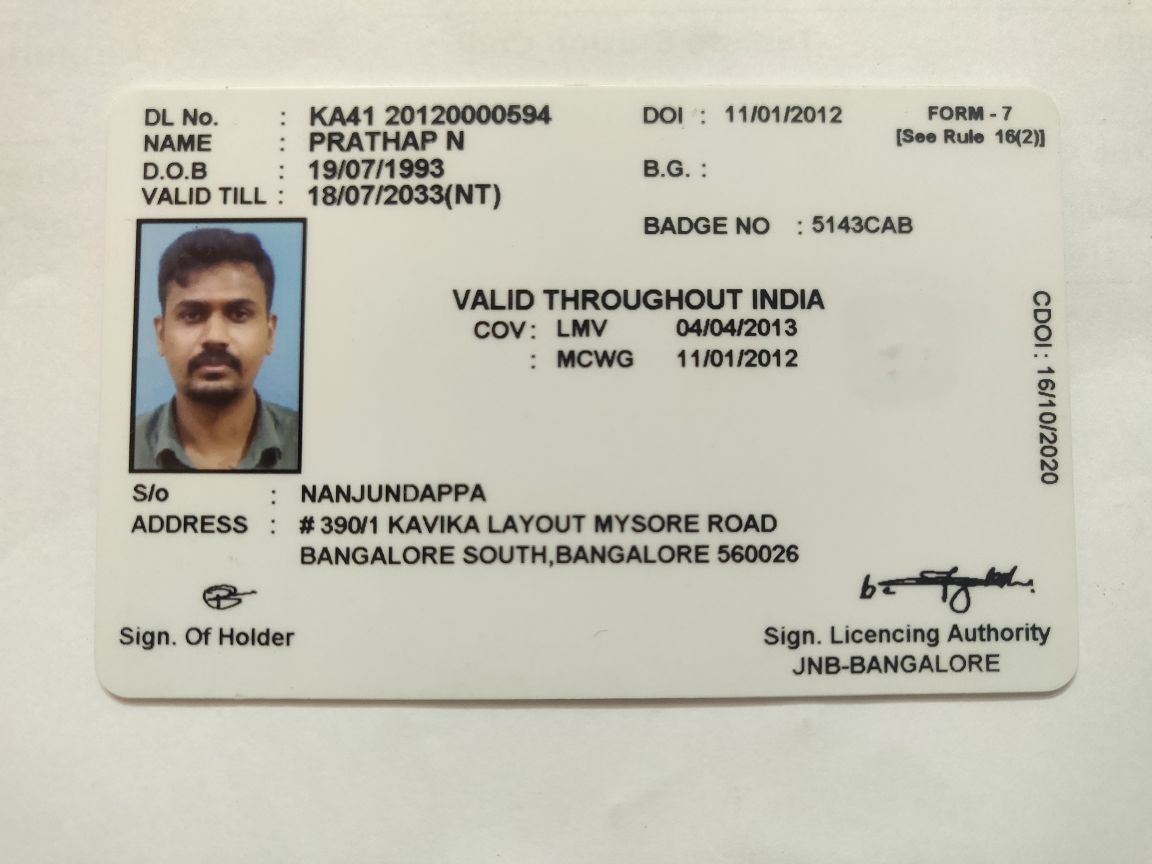 DL No. : KA41 20120000594 DOI : 11/01/2012 FORM - 7
NAME : PRATHAP N [See Rule 16(2)]
D.O.B : 19/07/1993 B.G. :
VALID TILL : 18/07/2033(NT)
BADGE NO : 5143CAB
VALID THROUGHOUT INDIA
COV : LMV 04/04/2013
: MCWG 11/01/2012
CDOI : 16/10/2020
S/o : NANJUNDAPPA
ADDRESS : # 390/1 KAVIKA LAYOUT MYSORE ROAD
BANGALORE SOUTH,BANGALORE 560026
Sign. Of Holder
Sign. Licencing Authority
JNB-BANGALORE